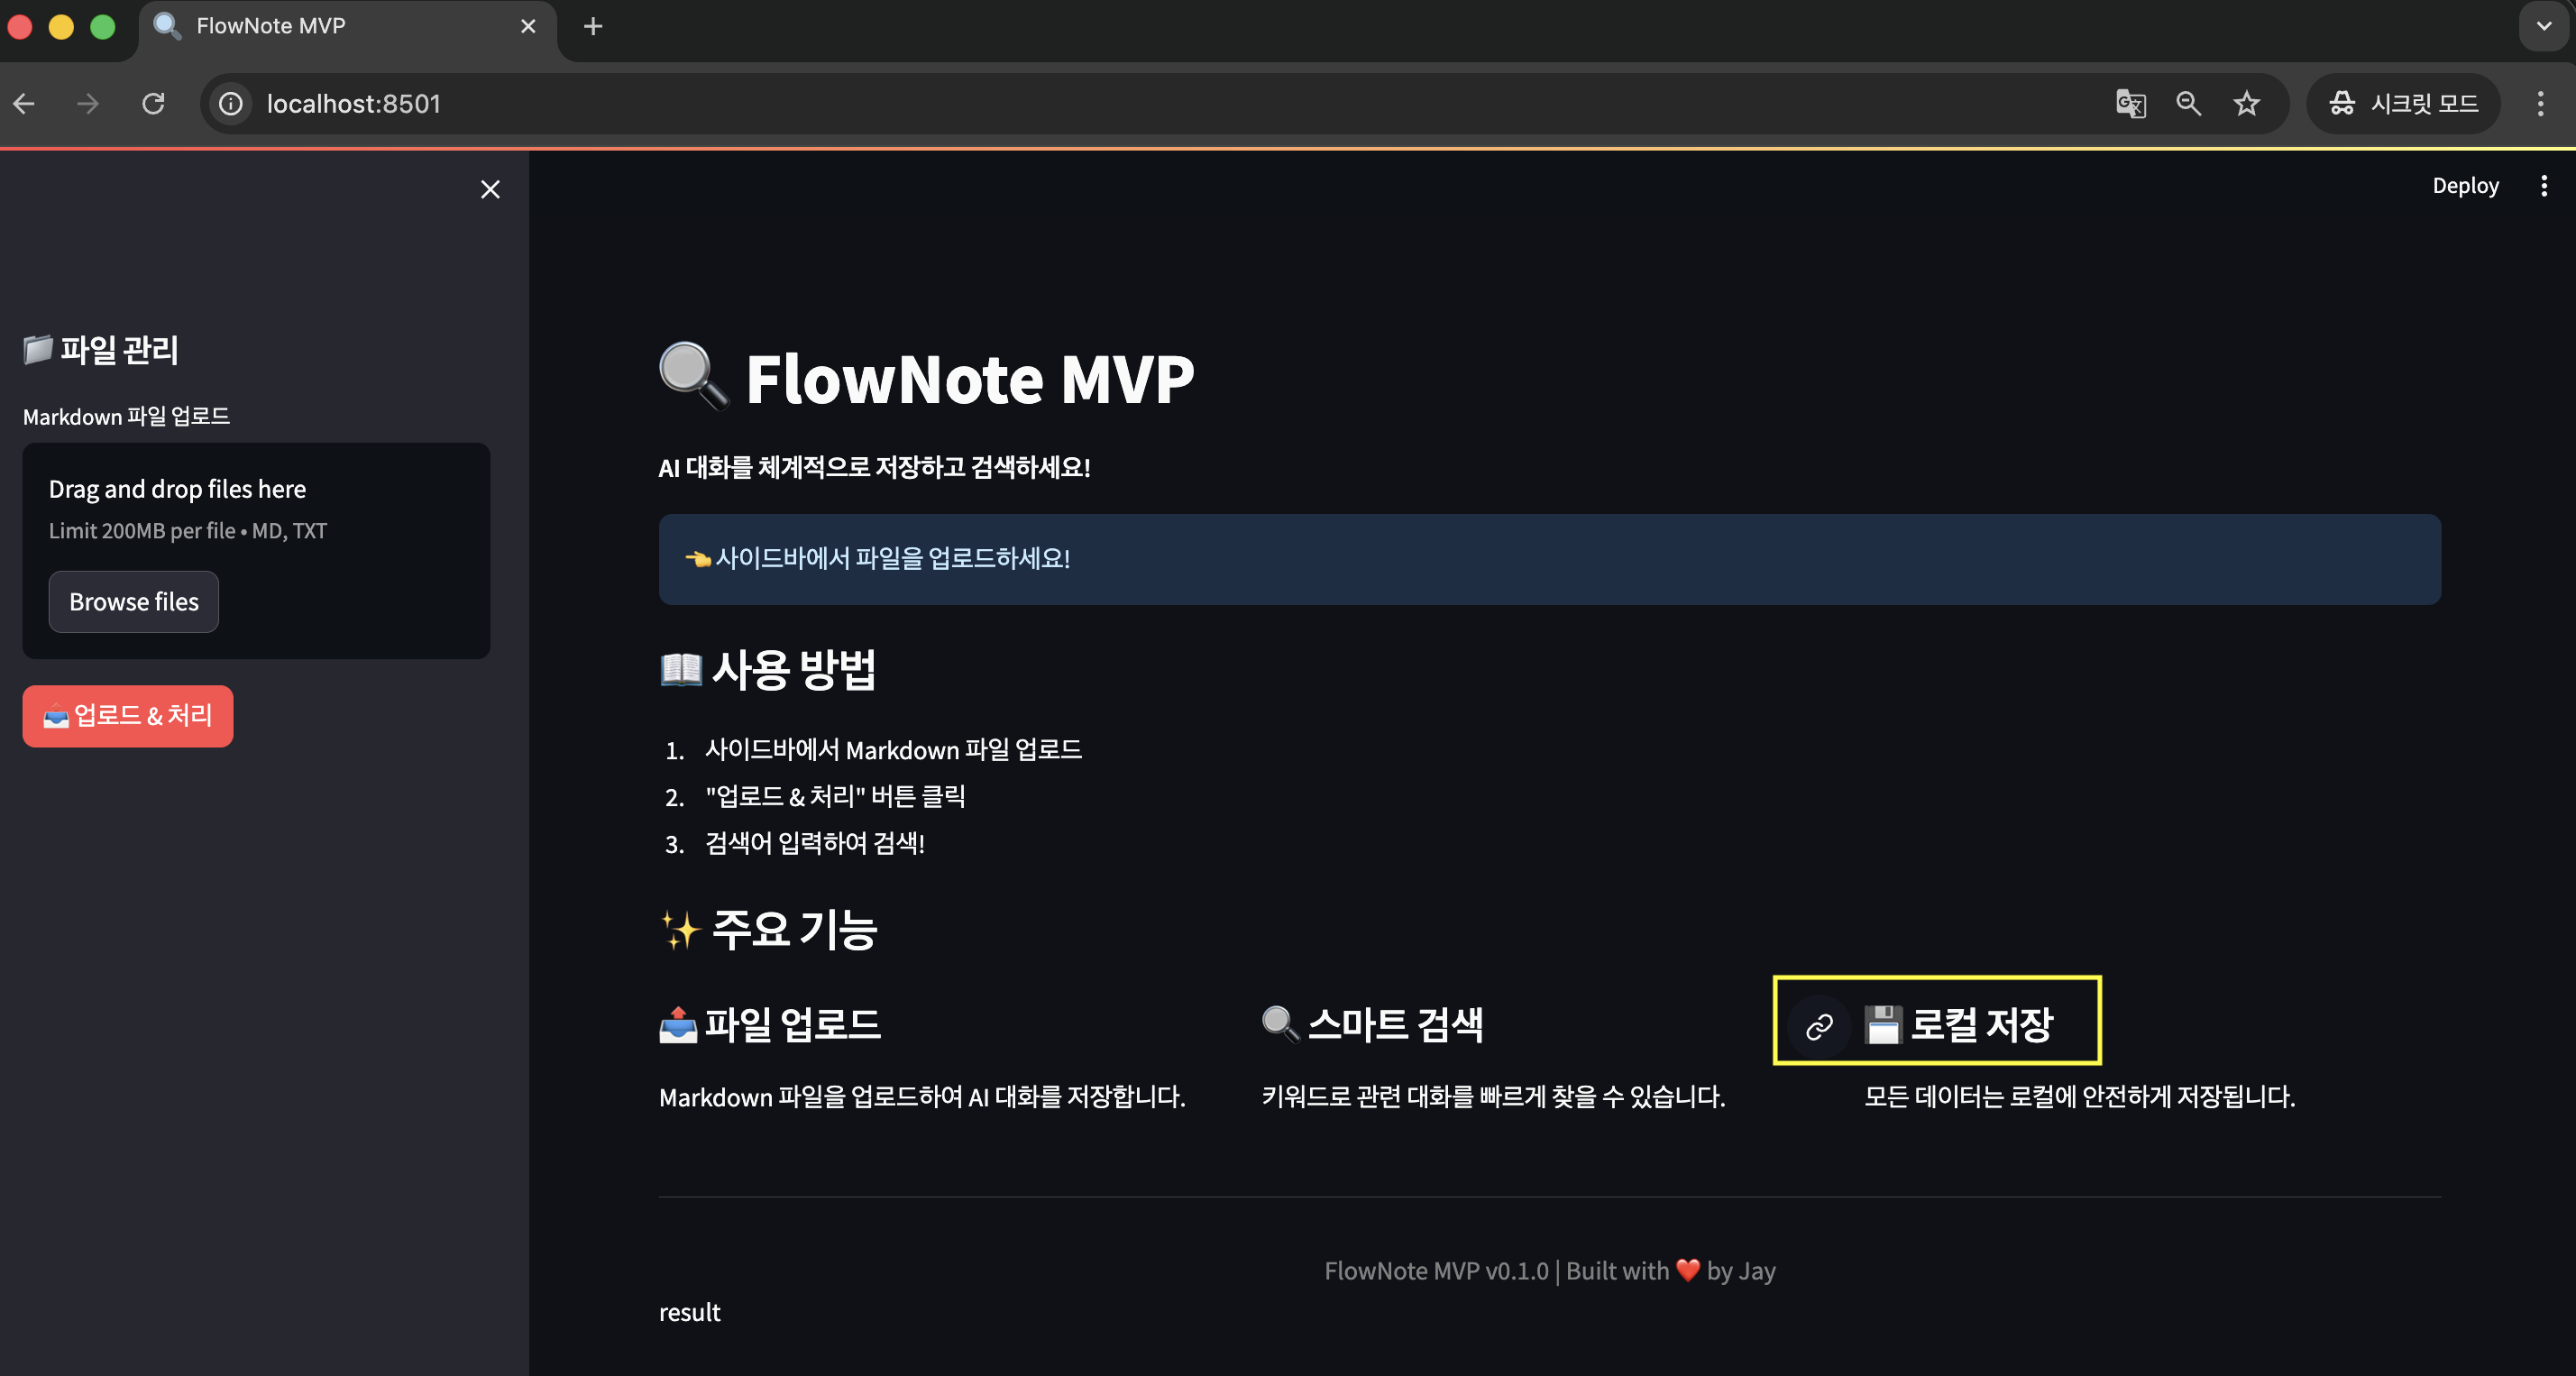 FlowNote MVP
localhost:8501
시크릿 모드
Deploy
파일 관리
Markdown 파일 업로드
Drag and drop files here
Limit 200MB per file • MD, TXT
Browse files
업로드 & 처리
FlowNote MVP
AI 대화를 체계적으로 저장하고 검색하세요!
👈 사이드바에서 파일을 업로드하세요!
사용 방법
1. 사이드바에서 Markdown 파일 업로드
2. "업로드 & 처리" 버튼 클릭
3. 검색어 입력하여 검색!
✨ 주요 기능
파일 업로드
Markdown 파일을 업로드하여 AI 대화를 저장합니다.
스마트 검색
키워드로 관련 대화를 빠르게 찾을 수 있습니다.
로컬 저장
모든 데이터는 로컬에 안전하게 저장됩니다.
FlowNote MVP v0.1.0 | Built with ❤️ by Jay
result